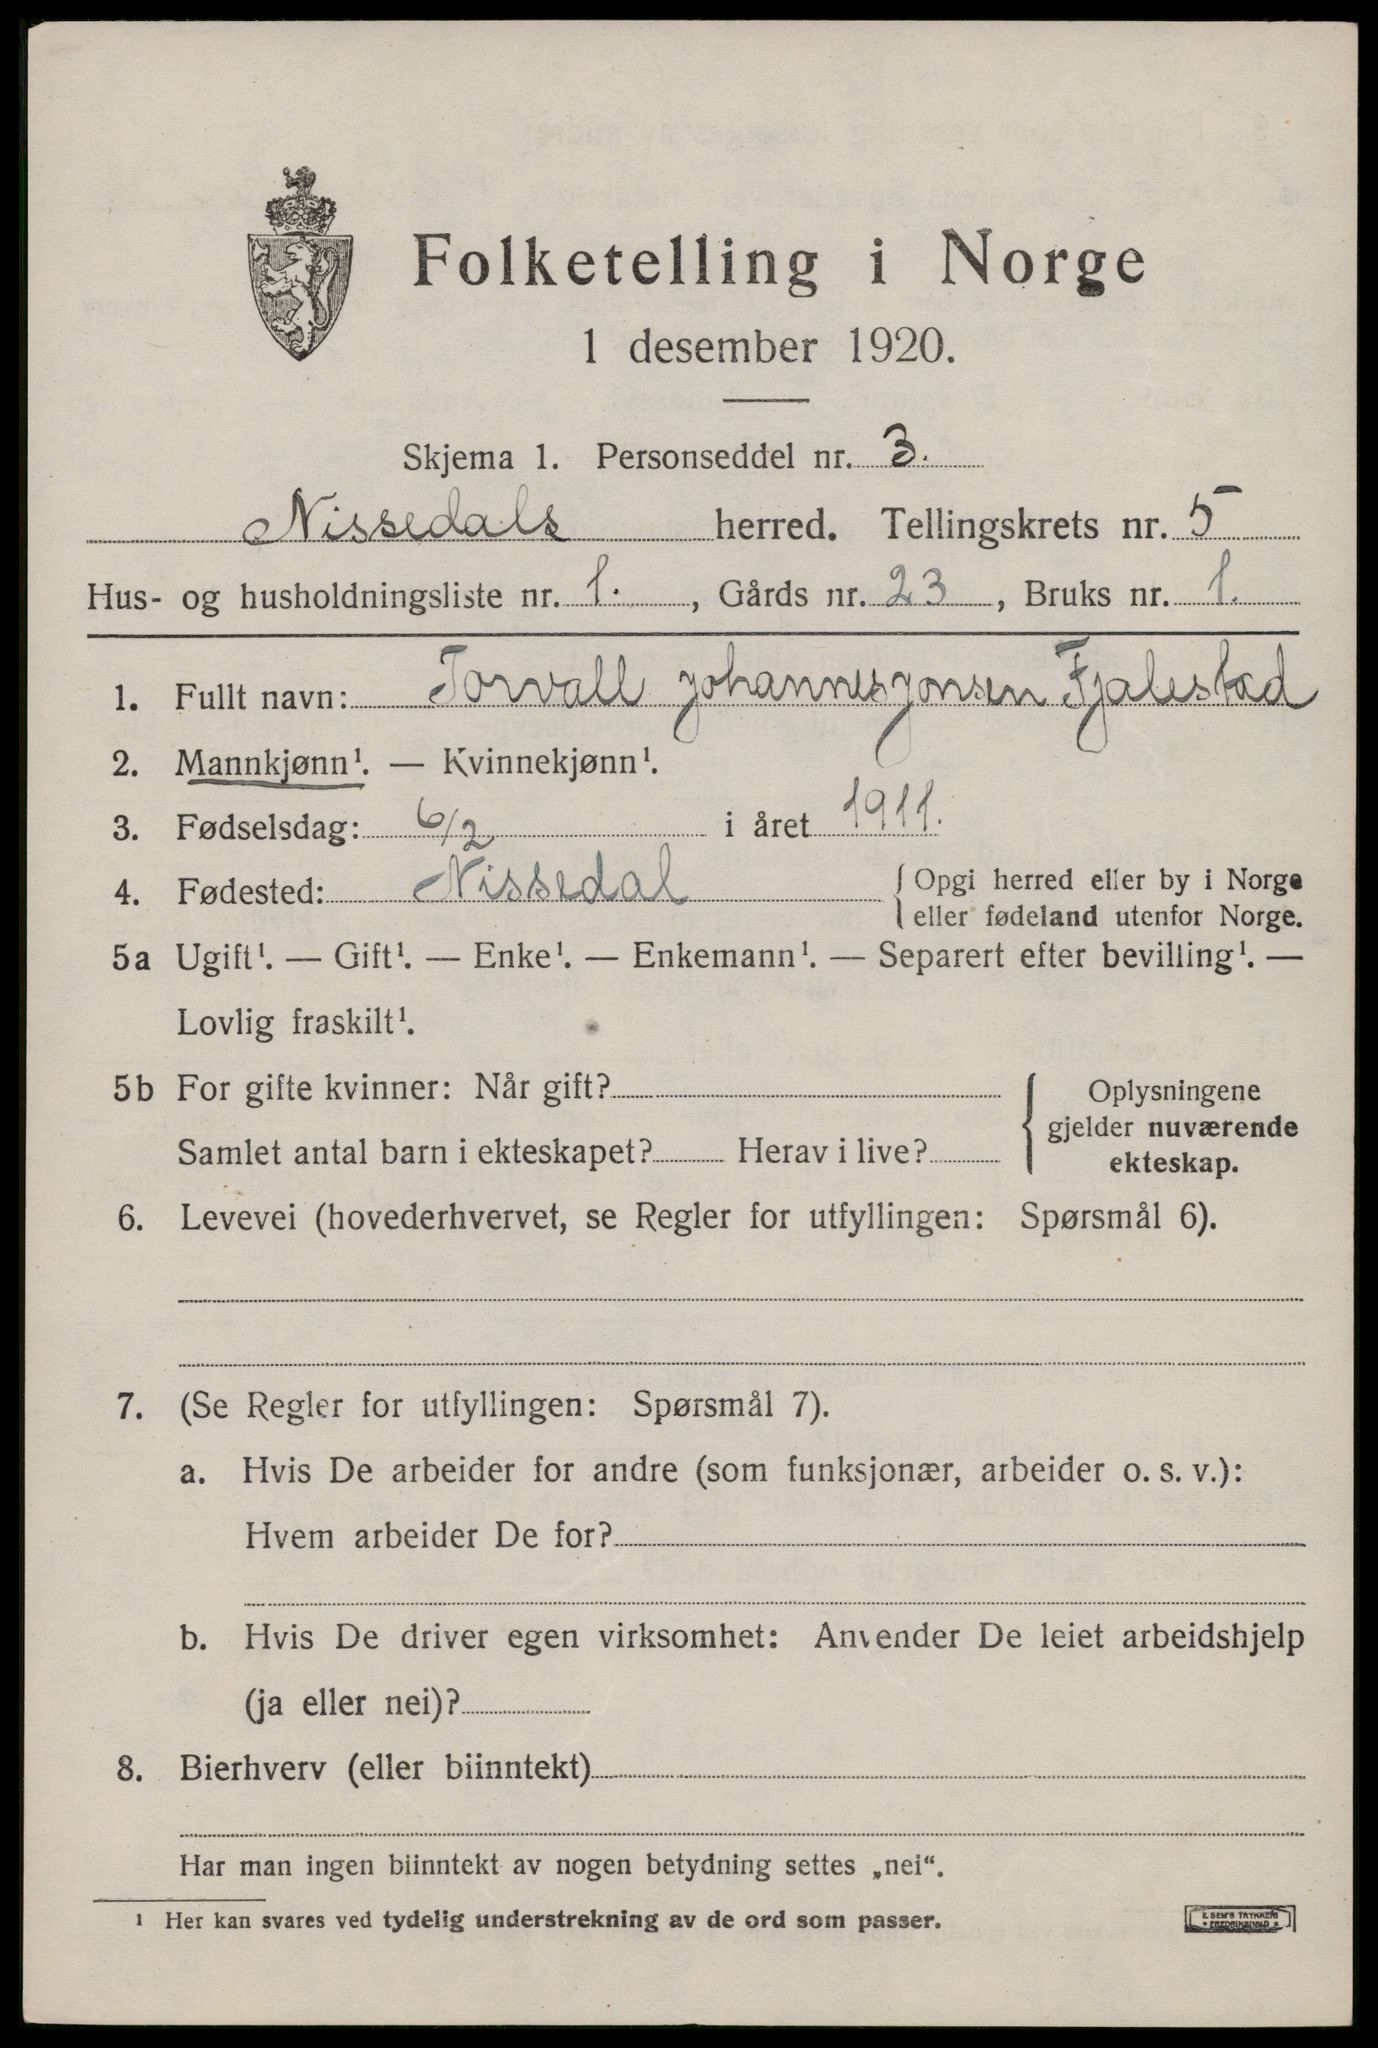 Folketelling i Norge
1 desember 1920.
Skjema 1. Personseddel nr. 3.
Nissedals herred. Tellingskrets nr. 5
Hus- og husholdningsliste nr. 1., Gårds nr. 23, Bruks nr. 1.
1. Fullt navn: Torvall Johannes Jonsen Fjalestad
2. Mannkjønn¹. — Kvinnekjønn¹.
3. Fødselsdag: 6/2 i året 1911.
4. Fødested: Nissedal {Opgi herred eller by i Norge
eller fødeland utenfor Norge.
5a Ugift¹. — Gift¹. — Enke¹. — Enkemann¹. — Separert efter bevilling¹. —
Lovlig fraskilt¹.
5b For gifte kvinner: Når gift?
Samlet antal barn i ekteskapet? Herav i live?
Oplysningene
gjelder nuværende
ekteskap.
6. Levevei (hovederhvervet, se Regler for utfyllingen: Spørsmål 6).
7. (Se Regler for utfyllingen: Spørsmål 7).
a. Hvis De arbeider for andre (som funksjonær, arbeider o. s. v.):
Hvem arbeider De for?
b. Hvis De driver egen virksomhet: Anvender De leiet arbeidshjelp
(ja eller nei)?
8. Bierhverv (eller biinntekt)
Har man ingen biinntekt av nogen betydning settes „nei“.
¹ Her kan svares ved tydelig understrekning av de ord som passer.
E. SEM'S TRYKKERI
FREDRIKSHALD